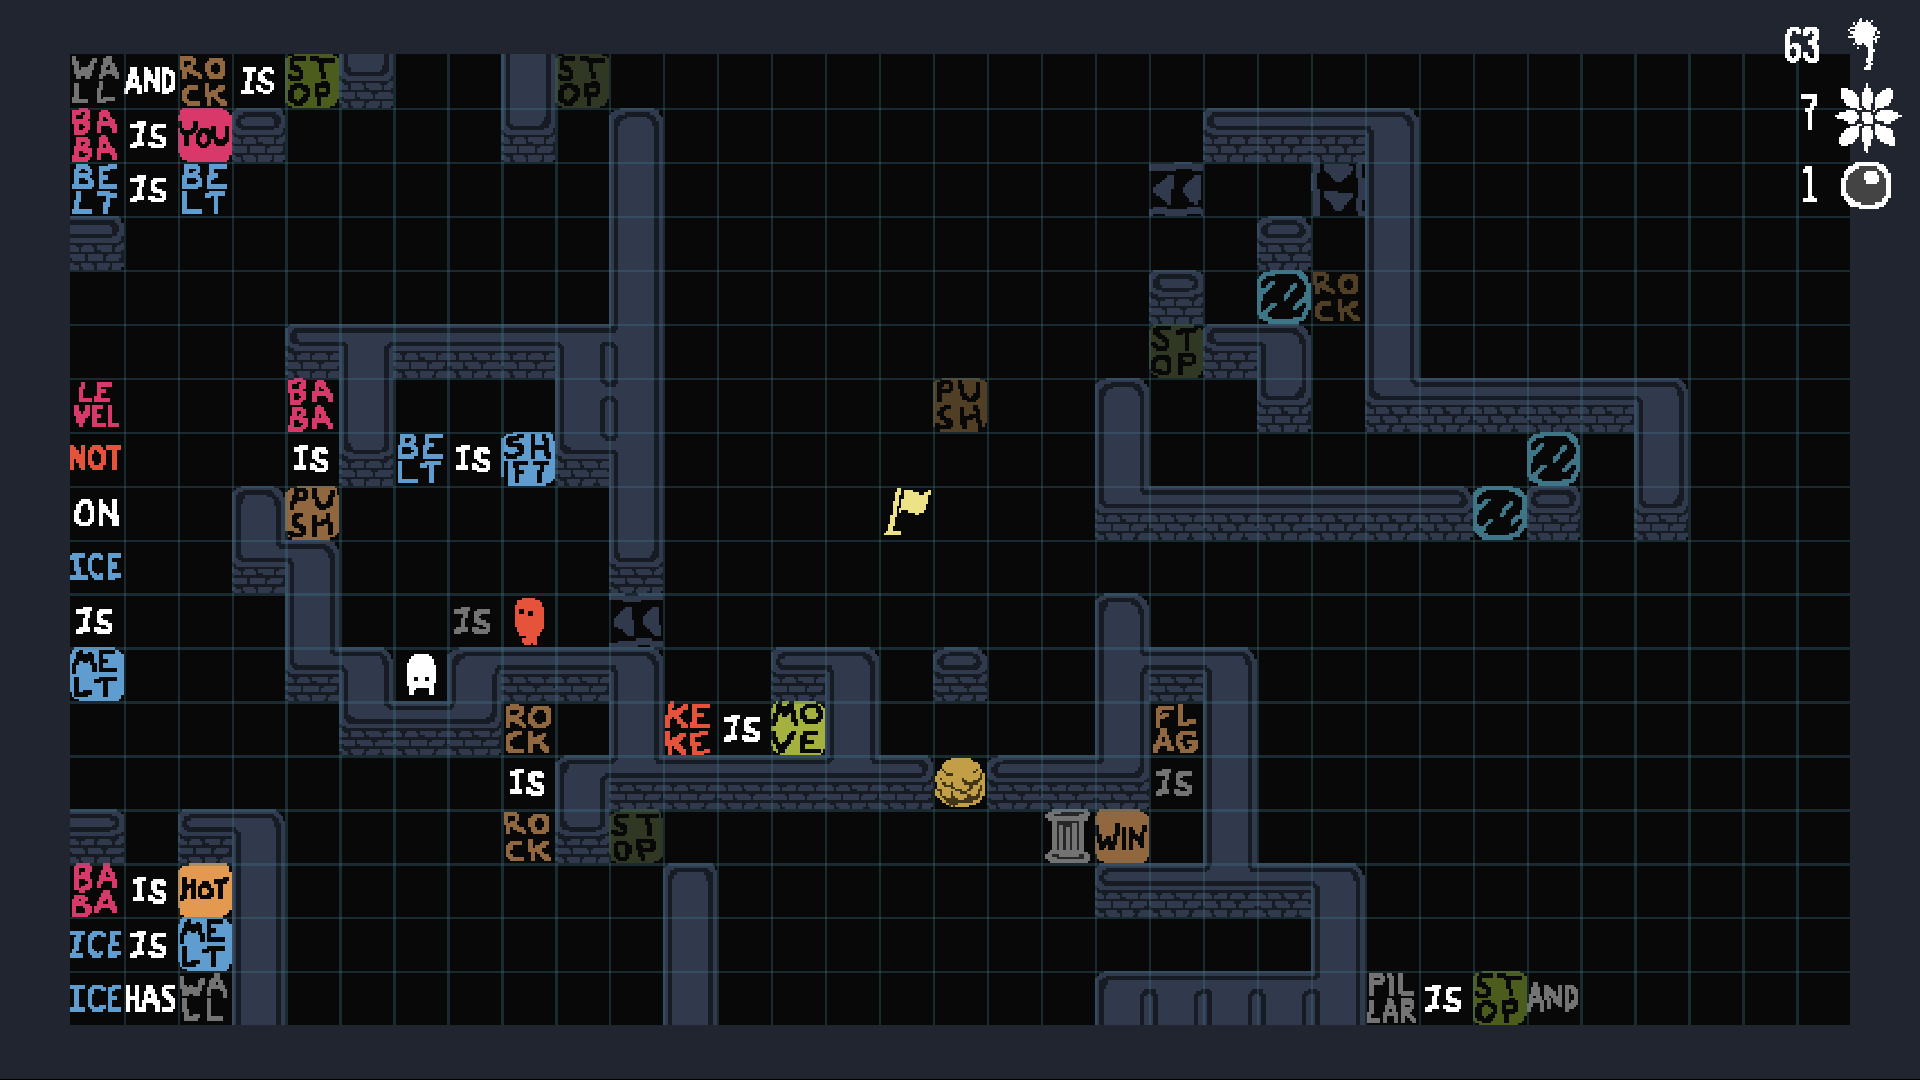 63
WALL AND ROCK IS STOP STOP
7
BABA IS YOU
1
BELT IS BELT
ROCK
STOP
LEVEL BABA PUSH
NOT IS BELT IS SHIFT
ON PUSH
ICE
IS IS
MELT
ROCK KEKE IS MOVE FLAG
IS IS
ROCK STOP WIN
BABA IS HOT
ICE IS MELT
ICE HAS WALL PILLAR IS STOP AND